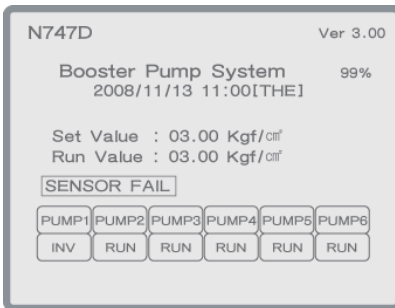 N747D Ver 3.00
Booster Pump System 99%
2008/11/13 11:00[THE]
Set Value : 03.00 Kgf/㎠
Run Value : 03.00 Kgf/㎠
SENSOR FAIL
PUMP1 PUMP2 PUMP3 PUMP4 PUMP5 PUMP6
INV RUN RUN RUN RUN RUN